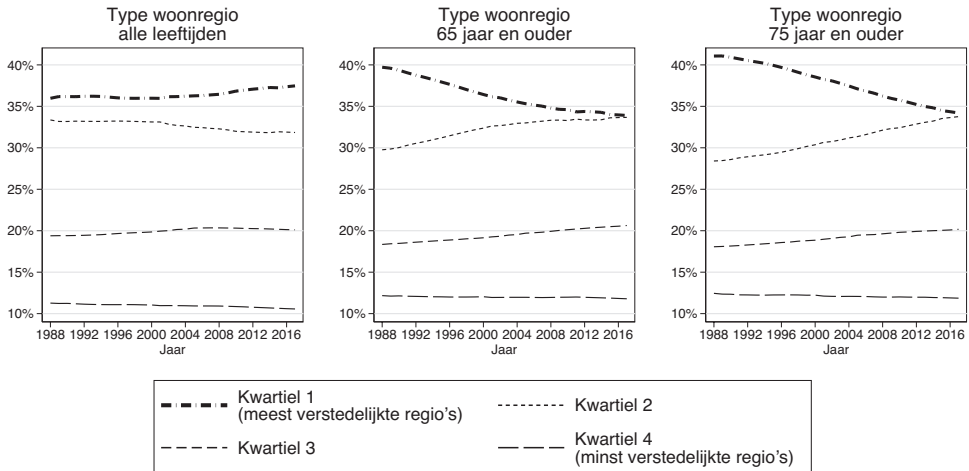 Type woonregio
alle leeftijden
40%
35%
30%
25%
20%
15%
10%
1988 1992 1996 2000 2004 2008 2012 2016
Jaar
Type woonregio
65 jaar en ouder
40%
35%
30%
25%
20%
15%
10%
1988 1992 1996 2000 2004 2008 2012 2016
Jaar
Type woonregio
75 jaar en ouder
40%
35%
30%
25%
20%
15%
10%
1988 1992 1996 2000 2004 2008 2012 2016
Jaar
Kwartiel 1
(meest verstedelijkte regio's)
Kwartiel 2
Kwartiel 3
Kwartiel 4
(minst verstedelijkte regio's)